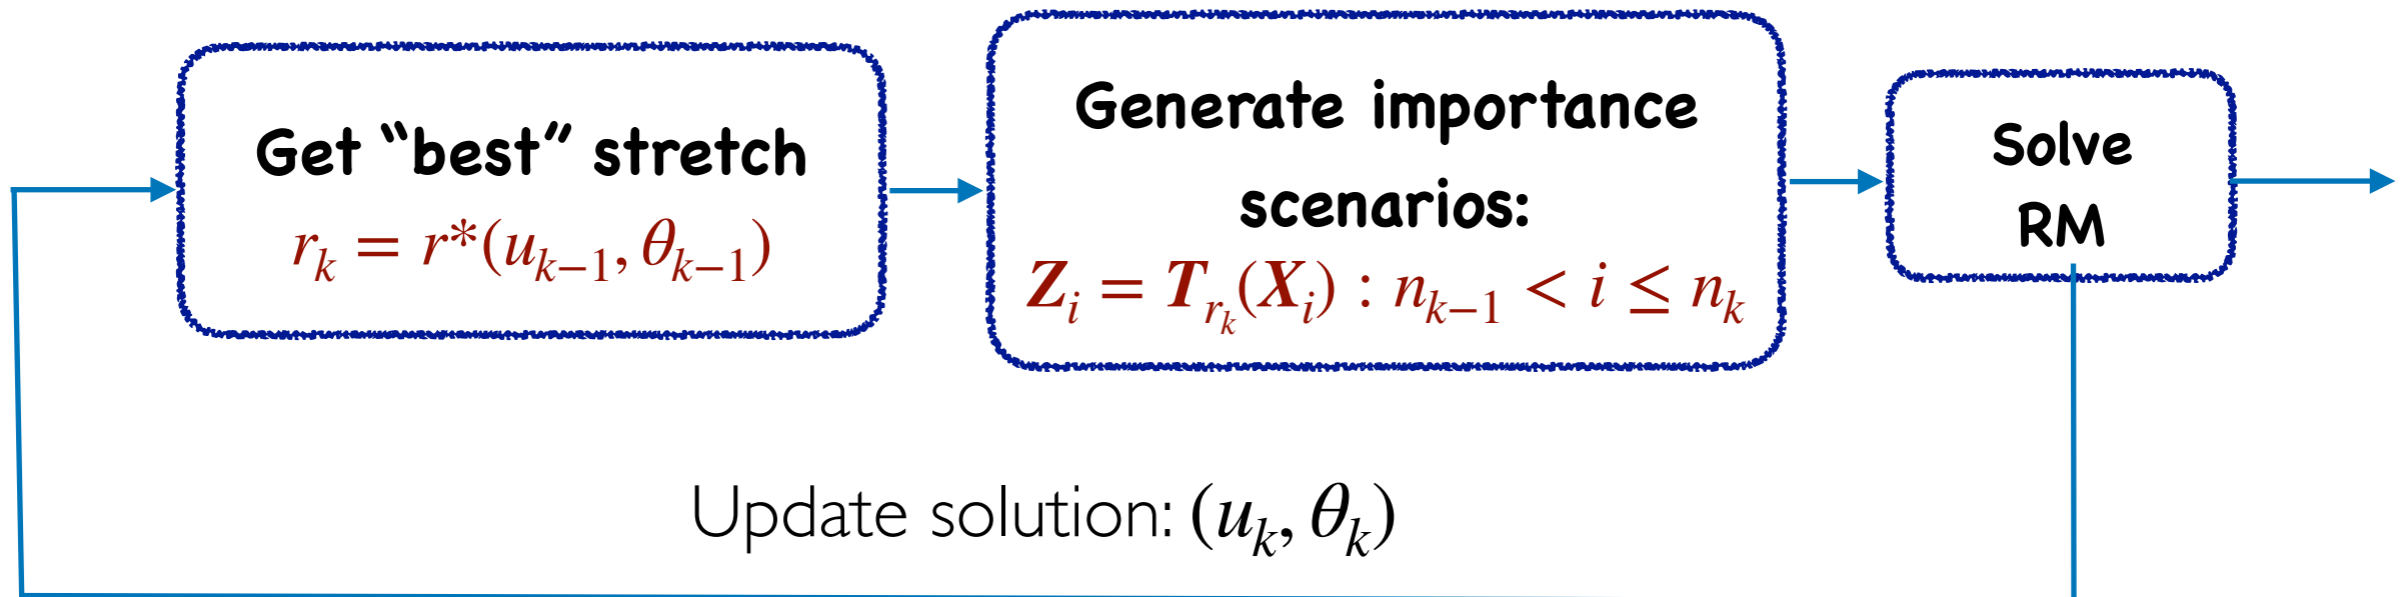 Get “best” stretch
r_k = r*(u_{k−1}, θ_{k−1})
Generate importance
scenarios:
Z_i = T_{r_k}(X_i) : n_{k−1} < i ≤ n_k
Solve
RM
Update solution: (u_k, θ_k)